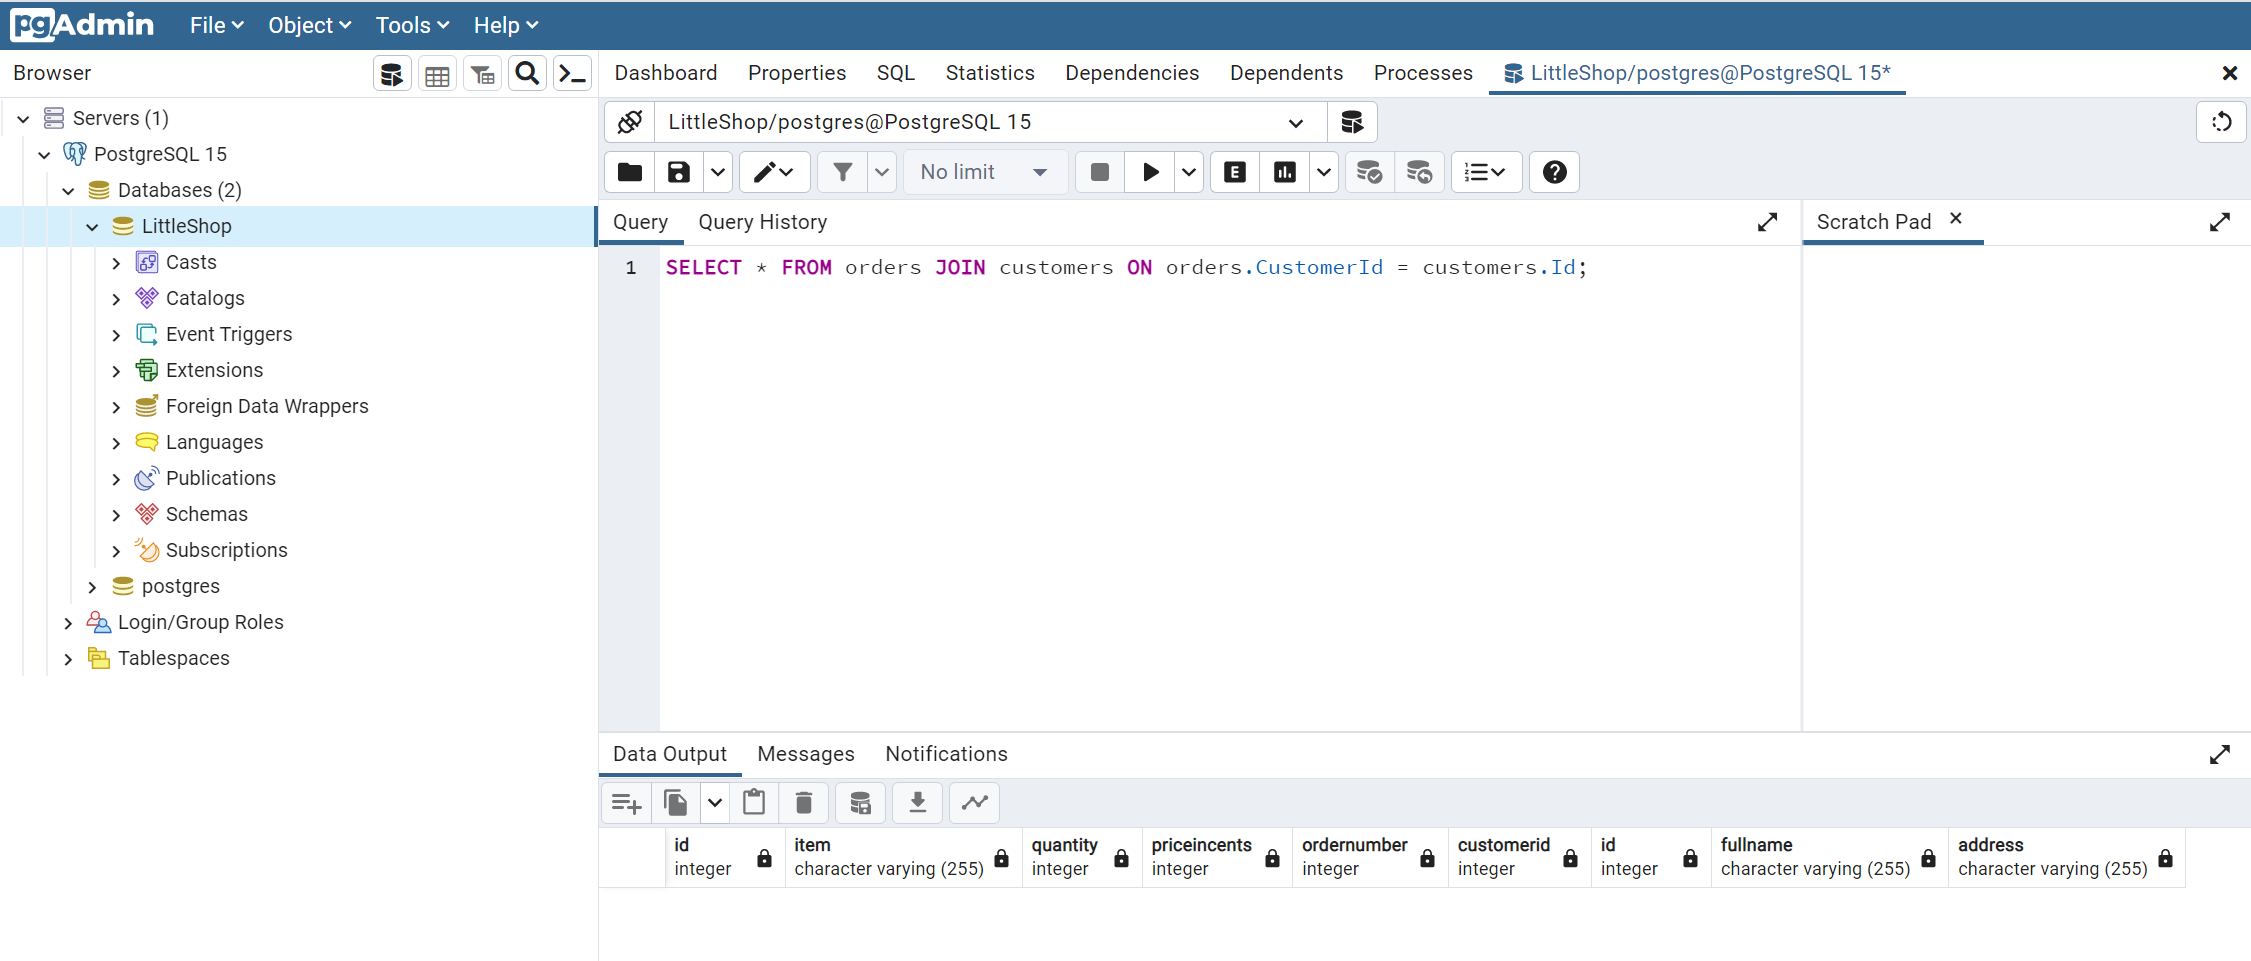 pgAdmin File Object Tools Help
Browser
Dashboard Properties SQL Statistics Dependencies Dependents Processes LittleShop/postgres@PostgreSQL 15*
Servers (1)
PostgreSQL 15
Databases (2)
LittleShop
Casts
Catalogs
Event Triggers
Extensions
Foreign Data Wrappers
Languages
Publications
Schemas
Subscriptions
postgres
Login/Group Roles
Tablespaces
LittleShop/postgres@PostgreSQL 15
No limit
E
Query Query History
Scratch Pad
1 SELECT * FROM orders JOIN customers ON orders.CustomerId = customers.Id;
Data Output Messages Notifications
id item quantity priceincents ordernumber customerid id fullname address
integer character varying (255) integer integer integer integer integer character varying (255) character varying (255)